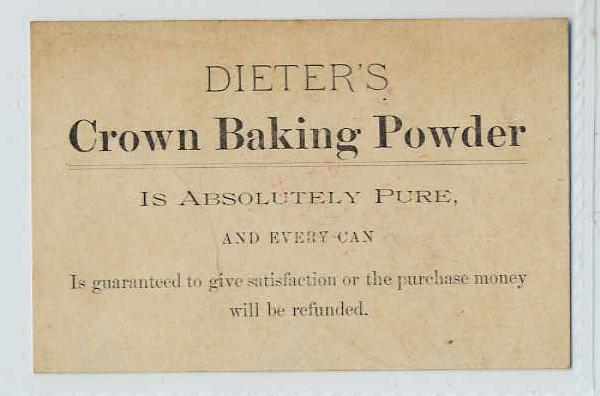 DIETER'S
Crown Baking Powder
IS ABSOLUTELY PURE,
AND EVERY CAN
Is guaranteed to give satisfaction or the purchase money
will be refunded.